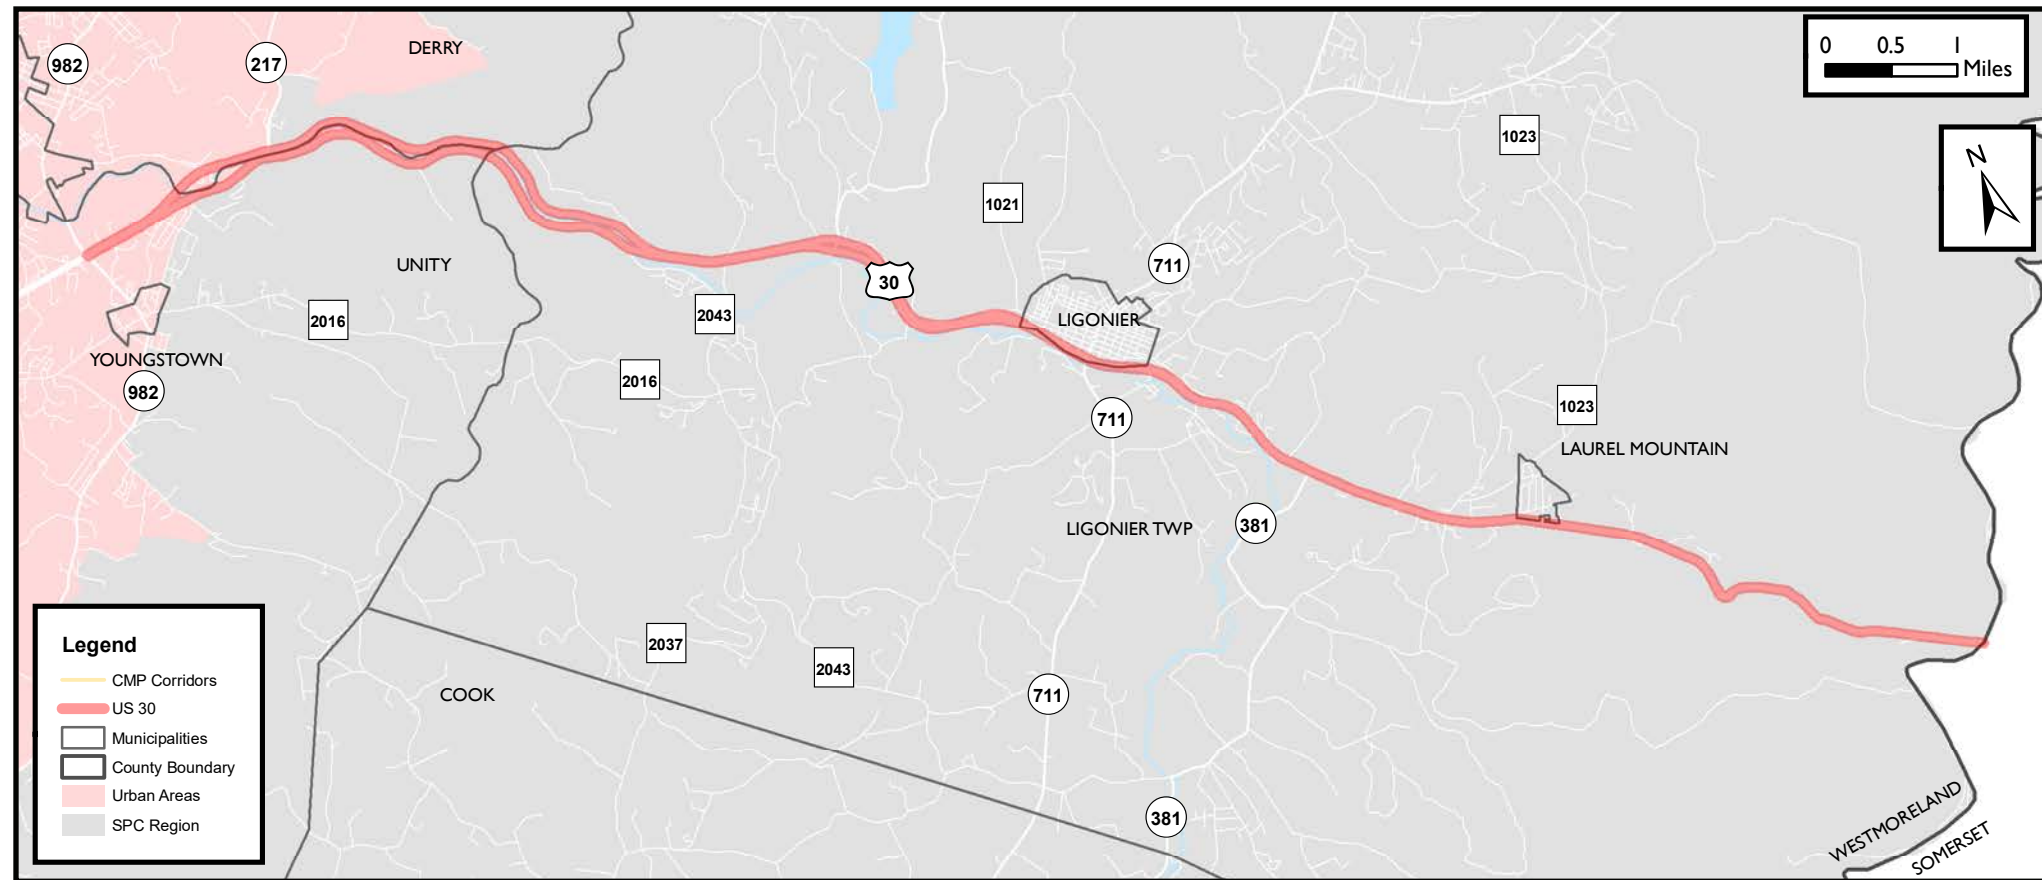 DERRY
982
217
0 0.5 1
Miles
1023
N
1021
UNITY
711
30
2016
2043
LIGONIER
YOUNGSTOWN
982
2016
711
1023
LAUREL MOUNTAIN
LIGONIER TWP
381
2037
2043
COOK
711
381
WESTMORELAND
SOMERSET
Legend
CMP Corridors
US 30
Municipalities
County Boundary
Urban Areas
SPC Region